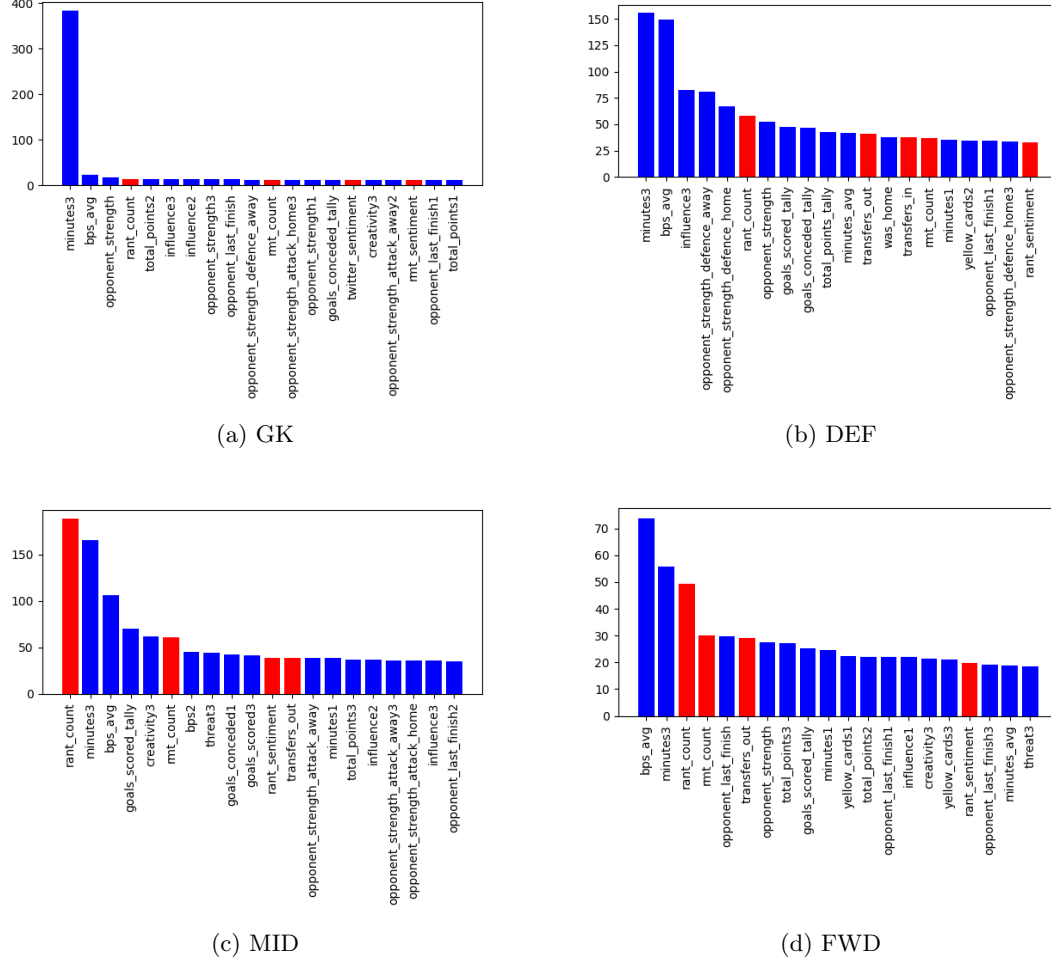 400
300
200
100
0
minutes3
bps_avg
opponent_strength
rant_count
total_points2
influence3
influence2
opponent_strength3
opponent_last_finish
opponent_strength_defence_away
rmt_count
opponent_strength_attack_home3
opponent_strength1
goals_conceded_tally
twitter_sentiment
creativity3
opponent_strength_attack_away2
rmt_sentiment
opponent_last_finish1
total_points1
(a) GK
150
125
100
75
50
25
0
minutes3
bps_avg
influence3
opponent_strength_defence_away
opponent_strength_defence_home
rant_count
opponent_strength
goals_scored_tally
goals_conceded_tally
total_points_tally
minutes_avg
transfers_out
was_home
transfers_in
rmt_count
minutes1
yellow_cards2
opponent_last_finish1
opponent_strength_defence_home3
rant_sentiment
(b) DEF
150
100
50
0
rant_count
minutes3
bps_avg
goals_scored_tally
creativity3
rmt_count
bps2
threat3
goals_conceded1
goals_scored3
rant_sentiment
transfers_out
opponent_strength_attack_away
minutes1
total_points3
influence2
opponent_strength_attack_away3
opponent_strength_attack_home
influence3
opponent_last_finish2
(c) MID
70
60
50
40
30
20
10
0
bps_avg
minutes3
rant_count
rmt_count
opponent_last_finish
transfers_out
opponent_strength
total_points3
goals_scored_tally
minutes1
yellow_cards1
total_points2
opponent_last_finish1
influence1
creativity3
yellow_cards3
rant_sentiment
opponent_last_finish3
minutes_avg
threat3
(d) FWD